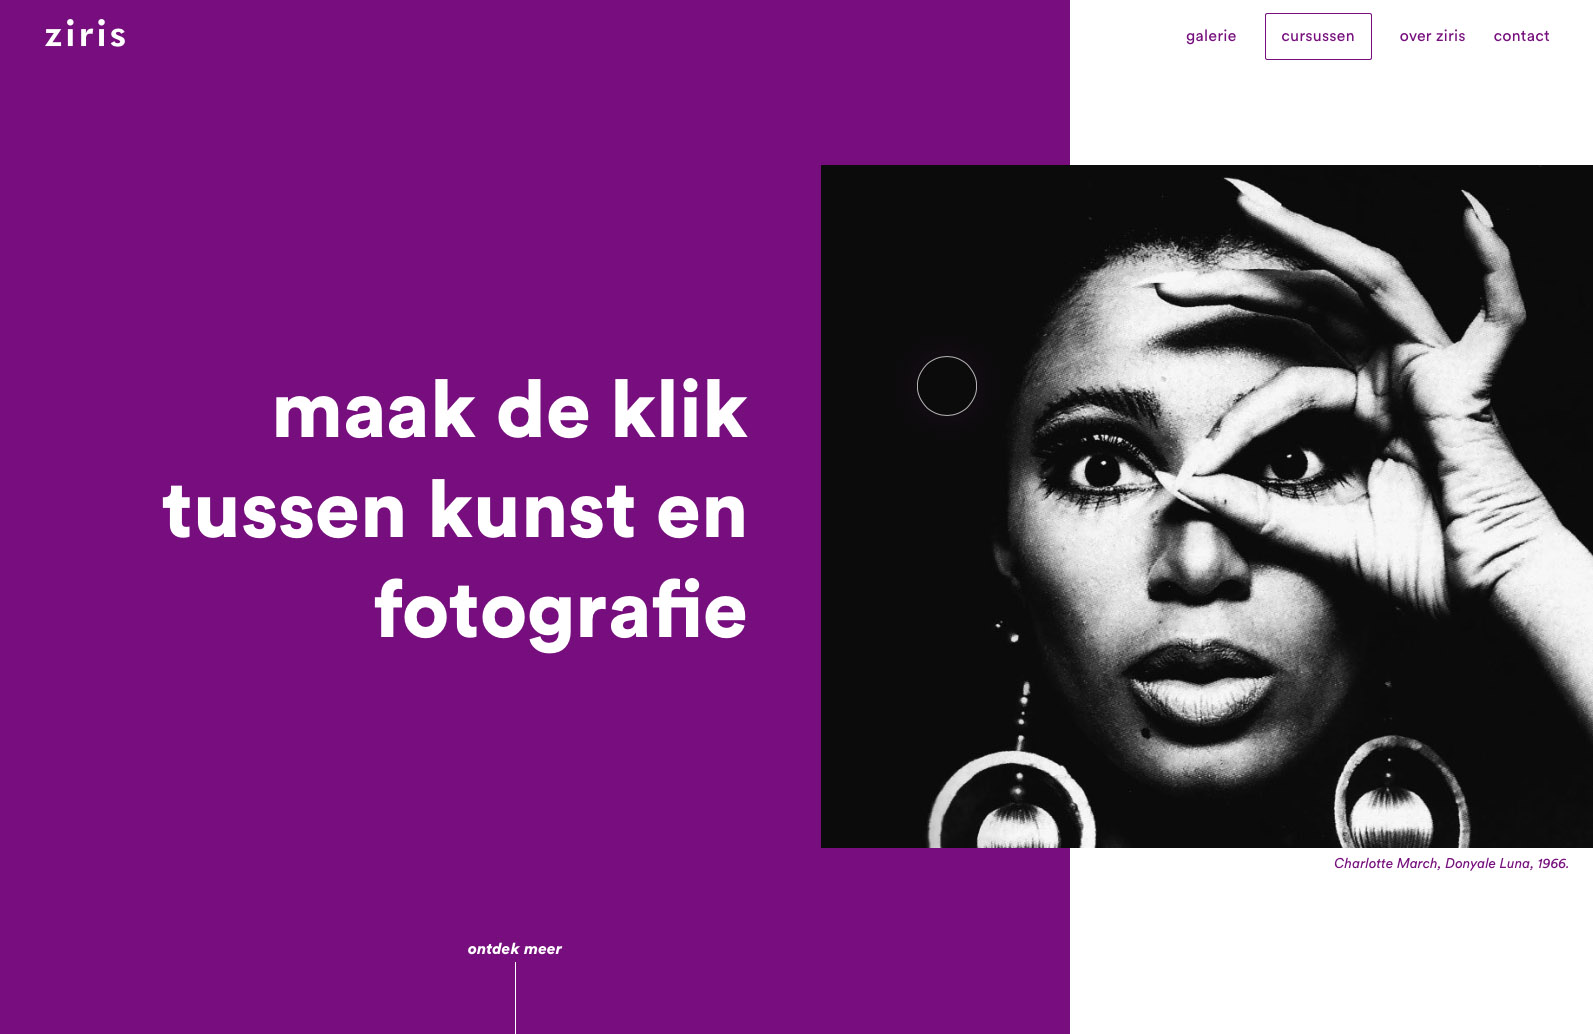 ziris
galerie
cursussen
over ziris
contact
maak de klik
tussen kunst en
fotografie
Charlotte March, Donyale Luna, 1966.
ontdek meer